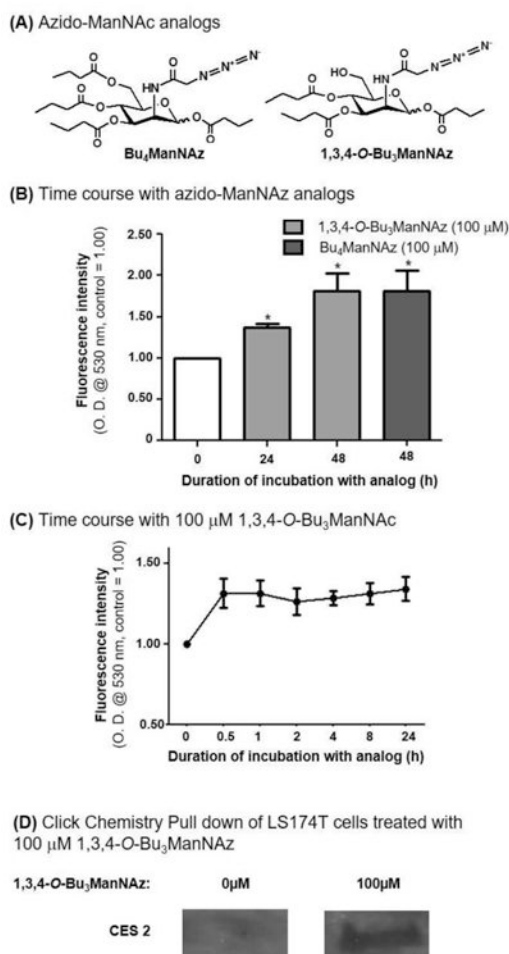 (A) Azido-ManNAc analogs
O
O
HN
O
N=N⁺=N⁻
O
O
O
O
O
O
O
Bu₄ManNAz
HO
HN
O
N=N⁺=N⁻
O
O
O
O
O
O
O
1,3,4-O-Bu₃ManNAz
(B) Time course with azido-ManNAz analogs
1,3,4-O-Bu₃ManNAz (100 μM)
Bu₄ManNAz (100 μM)
Fluorescence intensity
(O. D. @ 530 nm, control = 1.00)
2.50
2.00
1.50
1.00
0.50
0
* * *
0 24 48 48
Duration of incubation with analog (h)
(C) Time course with 100 μM 1,3,4-O-Bu₃ManNAc
Fluorescence intensity
(O. D. @ 530 nm, control = 1.00)
1.50
1.00
0.50
0 0.5 1 2 4 8 24
Duration of incubation with analog (h)
(D) Click Chemistry Pull down of LS174T cells treated with
100 μM 1,3,4-O-Bu₃ManNAz
1,3,4-O-Bu₃ManNAz: 0μM 100μM
CES 2